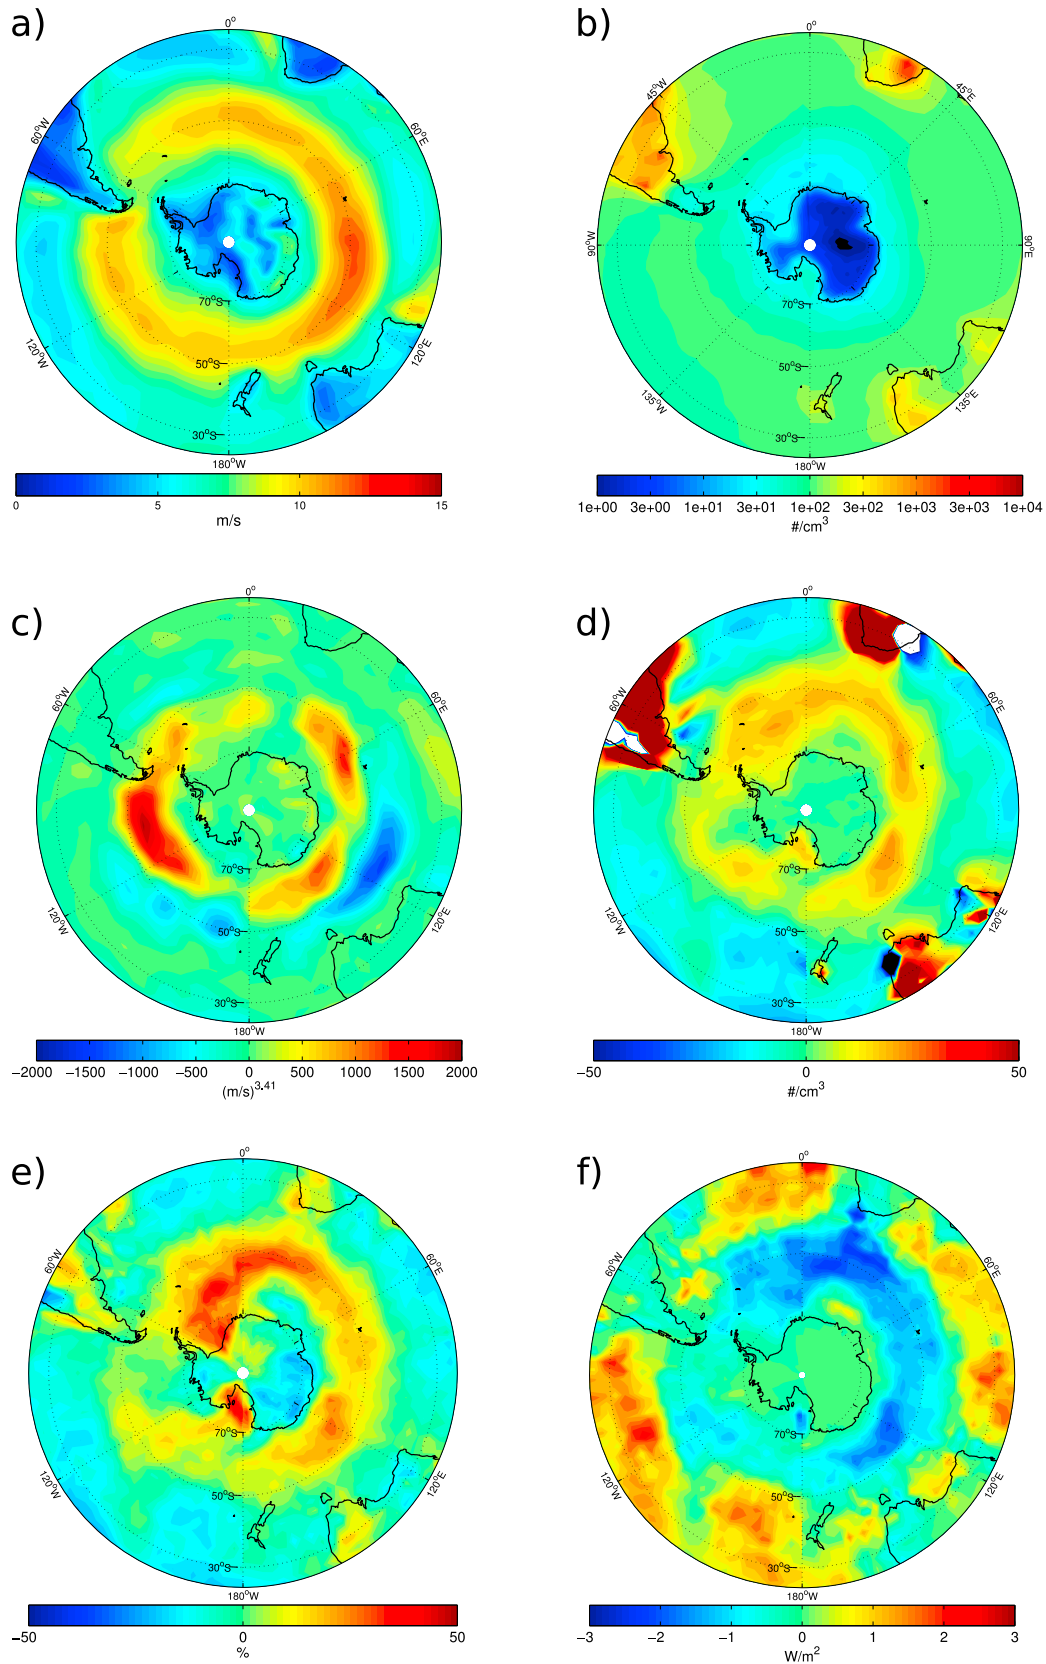 a)
0°
60°W
60°E
70°S
50°S
120°W
120°E
30°S
180°W
0 5 10 15
m/s
b)
45°W
45°E
90°W
90°E
70°S
50°S
135°W
135°E
30°S
180°W
1e+00 3e+00 1e+01 3e+01 1e+02 3e+02 1e+03 3e+03 1e+04
#/cm³
c)
0°
60°W
60°E
70°S
50°S
120°W
120°E
30°S
180°W
−2000 −1500 −1000 −500 0 500 1000 1500 2000
(m/s)³·⁴¹
d)
0°
60°W
60°E
70°S
50°S
120°W
120°E
30°S
180°W
−50 0 50
#/cm³
e)
0°
60°W
60°E
70°S
50°S
120°W
120°E
30°S
180°W
−50 0 50
%
f)
0°
60°W
60°E
70°S
50°S
120°W
120°E
30°S
180°W
−3 −2 −1 0 1 2 3
W/m²